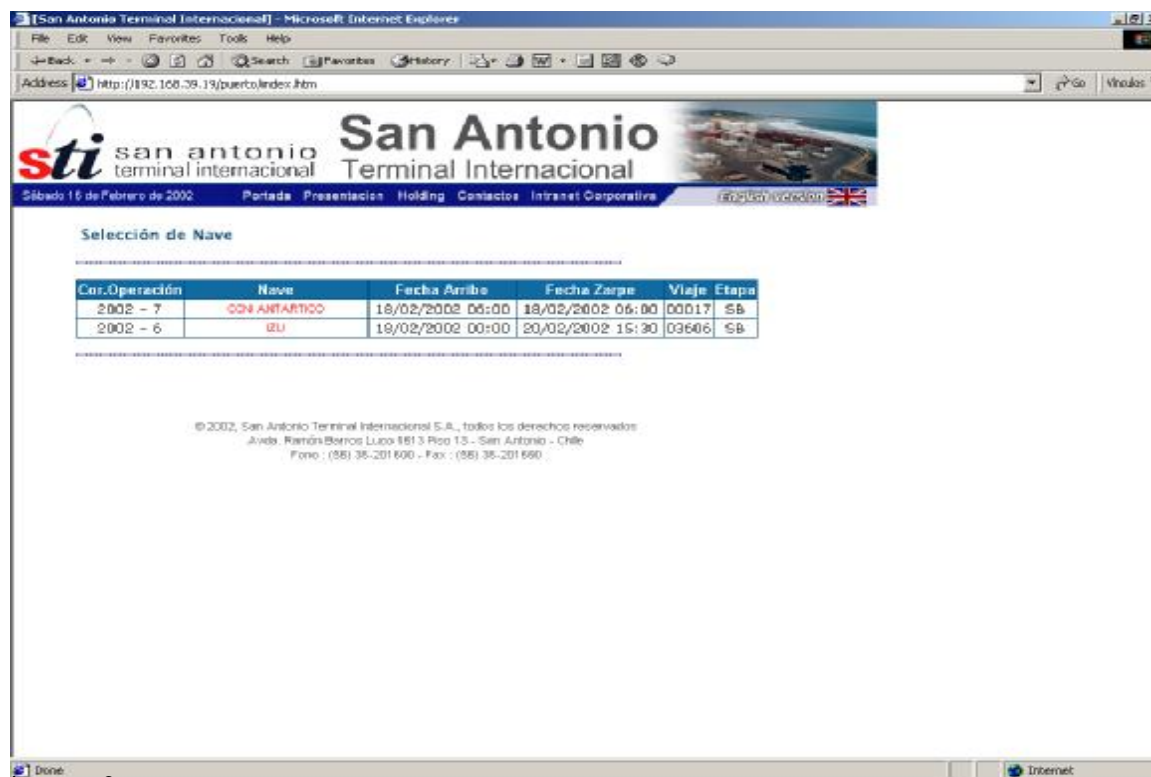 [San Antonio Terminal Internacional] - Microsoft Internet Explorer
File Edit View Favorites Tools Help
Back Search Favorites History
Address http://192.168.39.19/puerto/index.htm Go Vínculos
sti san antonio terminal internacional
San Antonio
Terminal Internacional
Sábado 16 de Febrero de 2002 Portada Presentacion Holding Contactos Intranet Corporativa English version
Selección de Nave
Cor.Operación Nave Fecha Arribo Fecha Zarpe Viaje Etapa
2002 - 7 ANTARTICO 18/02/2002 06:00 18/02/2002 06:00 00017 SB
2002 - 6 IZU 19/02/2002 00:00 20/02/2002 15:30 03606 SB
© 2002, San Antonio Terminal Internacional S.A., todos los derechos reservados
Avda. Ramón Barros Luco 1613 Piso 13 - San Antonio - Chile
Fono : (56) 35-201600 - Fax : (56) 35-201660
Done Internet